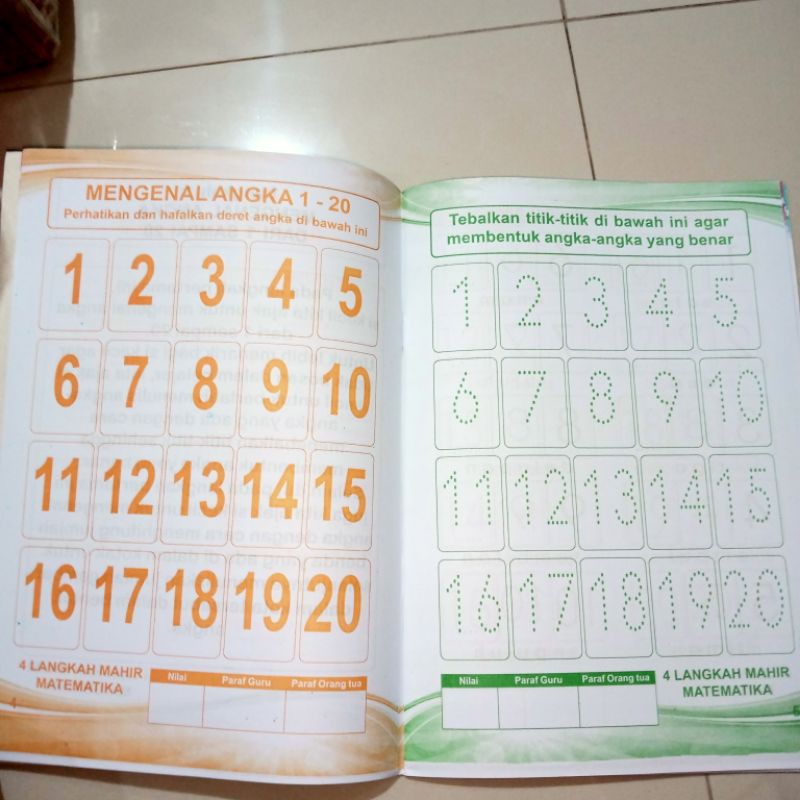 MENGENAL ANGKA 1 - 20
Perhatikan dan hafalkan deret angka di bawah ini
1 2 3 4 5
6 7 8 9 10
11 12 13 14 15
16 17 18 19 20
4 LANGKAH MAHIR
MATEMATIKA
Nilai Paraf Guru Paraf Orang tua
4
Tebalkan titik-titik di bawah ini agar
membentuk angka-angka yang benar
1 2 3 4 5
6 7 8 9 10
11 12 13 14 15
16 17 18 19 20
Nilai Paraf Guru Paraf Orang tua
4 LANGKAH MAHIR
MATEMATIKA